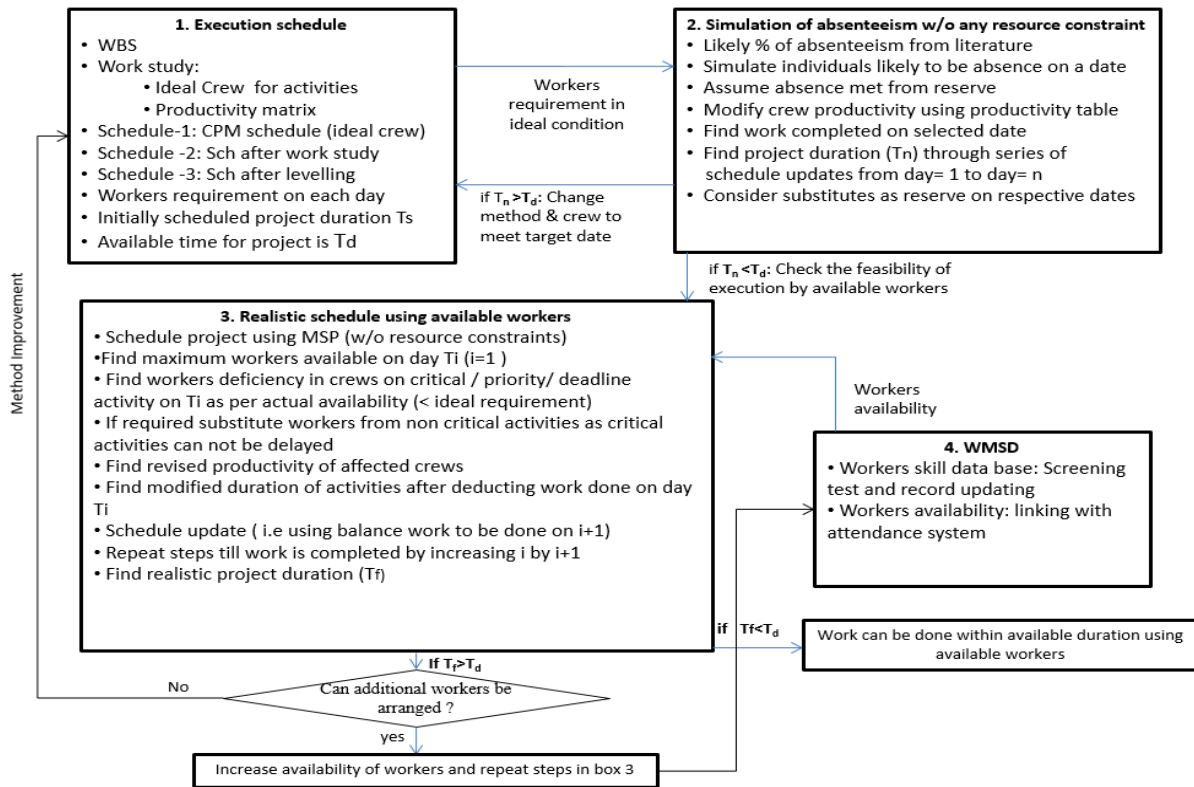 1. Execution schedule
• WBS
• Work study:
• Ideal Crew for activities
• Productivity matrix
• Schedule-1: CPM schedule (ideal crew)
• Schedule -2: Sch after work study
• Schedule -3: Sch after levelling
• Workers requirement on each day
• Initially scheduled project duration Ts
• Available time for project is Td
Workers
requirement in
ideal condition
if Tn >Td: Change
method & crew to
meet target date
2. Simulation of absenteeism w/o any resource constraint
• Likely % of absenteeism from literature
• Simulate individuals likely to be absence on a date
• Assume absence met from reserve
• Modify crew productivity using productivity table
• Find work completed on selected date
• Find project duration (Tn) through series of
schedule updates from day= 1 to day= n
• Consider substitutes as reserve on respective dates
if Tn <Td: Check the feasibility of
execution by available workers
Method Improvement
3. Realistic schedule using available workers
• Schedule project using MSP (w/o resource constraints)
•Find maximum workers available on day Ti (i=1 )
• Find workers deficiency in crews on critical / priority/ deadline
activity on Ti as per actual availability (< ideal requirement)
• If required substitute workers from non critical activities as critical
activities can not be delayed
• Find revised productivity of affected crews
• Find modified duration of activities after deducting work done on day
Ti
• Schedule update ( i.e using balance work to be done on i+1)
• Repeat steps till work is completed by increasing i by i+1
• Find realistic project duration (Tf)
Workers
availability
4. WMSD
• Workers skill data base: Screening
test and record updating
• Workers availability: linking with
attendance system
if Tf<Td
Work can be done within available duration using
available workers
If Tf>Td
No
Can additional workers be
arranged ?
yes
Increase availability of workers and repeat steps in box 3